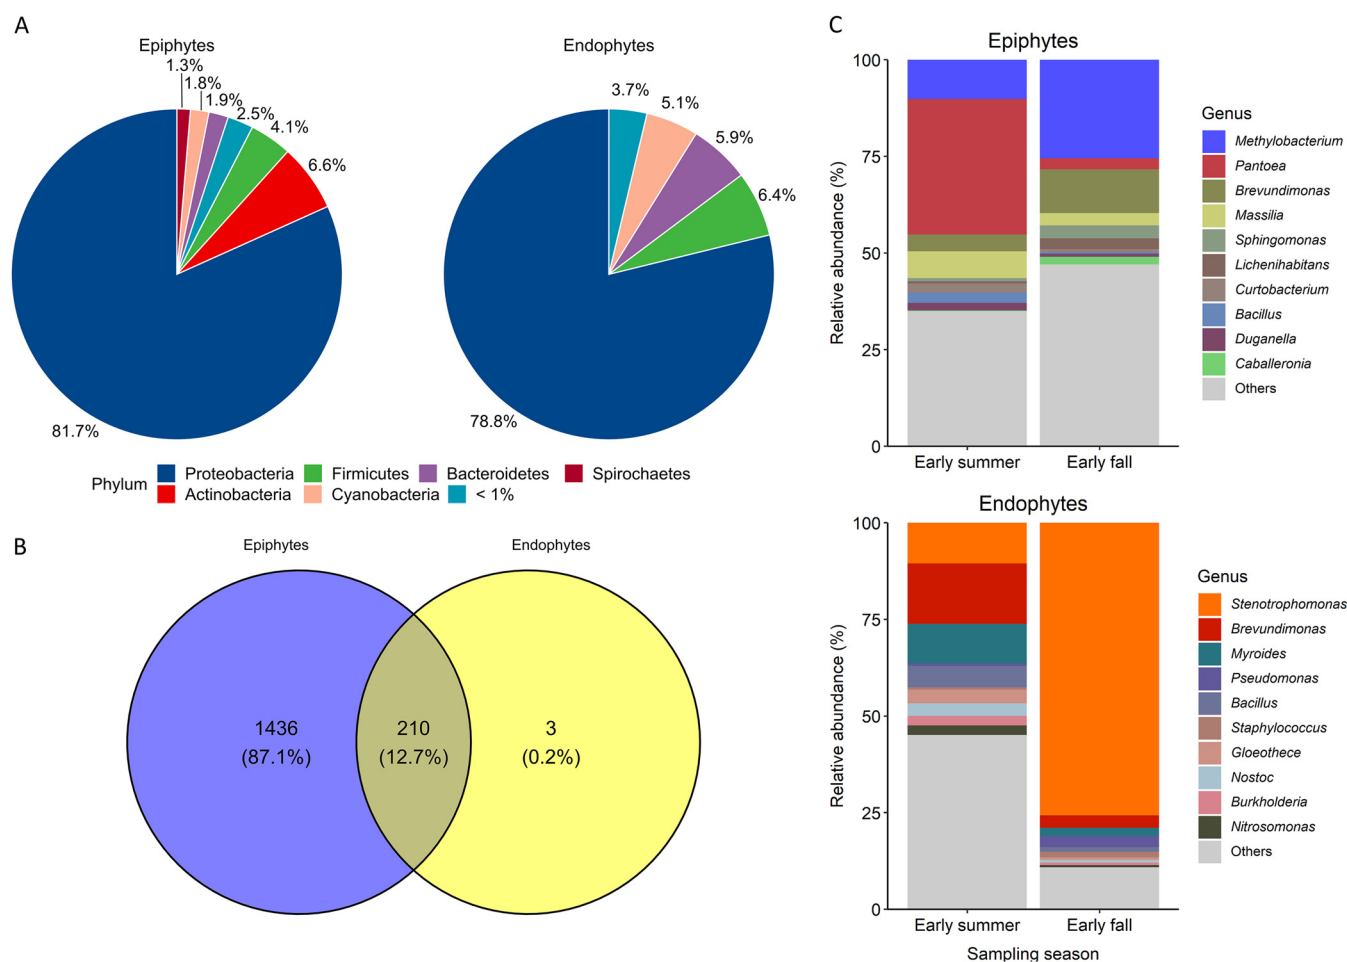 A
Epiphytes
1.3%
1.8%
1.9%
2.5%
4.1%
6.6%
81.7%
Endophytes
3.7%
5.1%
5.9%
6.4%
78.8%
Phylum
Proteobacteria
Firmicutes
Bacteroidetes
Spirochaetes
Actinobacteria
Cyanobacteria
< 1%
B
Epiphytes
Endophytes
1436
(87.1%)
210
(12.7%)
3
(0.2%)
C
Epiphytes
Relative abundance (%)
100
75
50
25
0
Early summer
Early fall
Genus
Methylobacterium
Pantoea
Brevundimonas
Massilia
Sphingomonas
Lichenihabitans
Curtobacterium
Bacillus
Duganella
Caballeronia
Others
Endophytes
Relative abundance (%)
100
75
50
25
0
Early summer
Early fall
Sampling season
Genus
Stenotrophomonas
Brevundimonas
Myroides
Pseudomonas
Bacillus
Staphylococcus
Gloeothece
Nostoc
Burkholderia
Nitrosomonas
Others